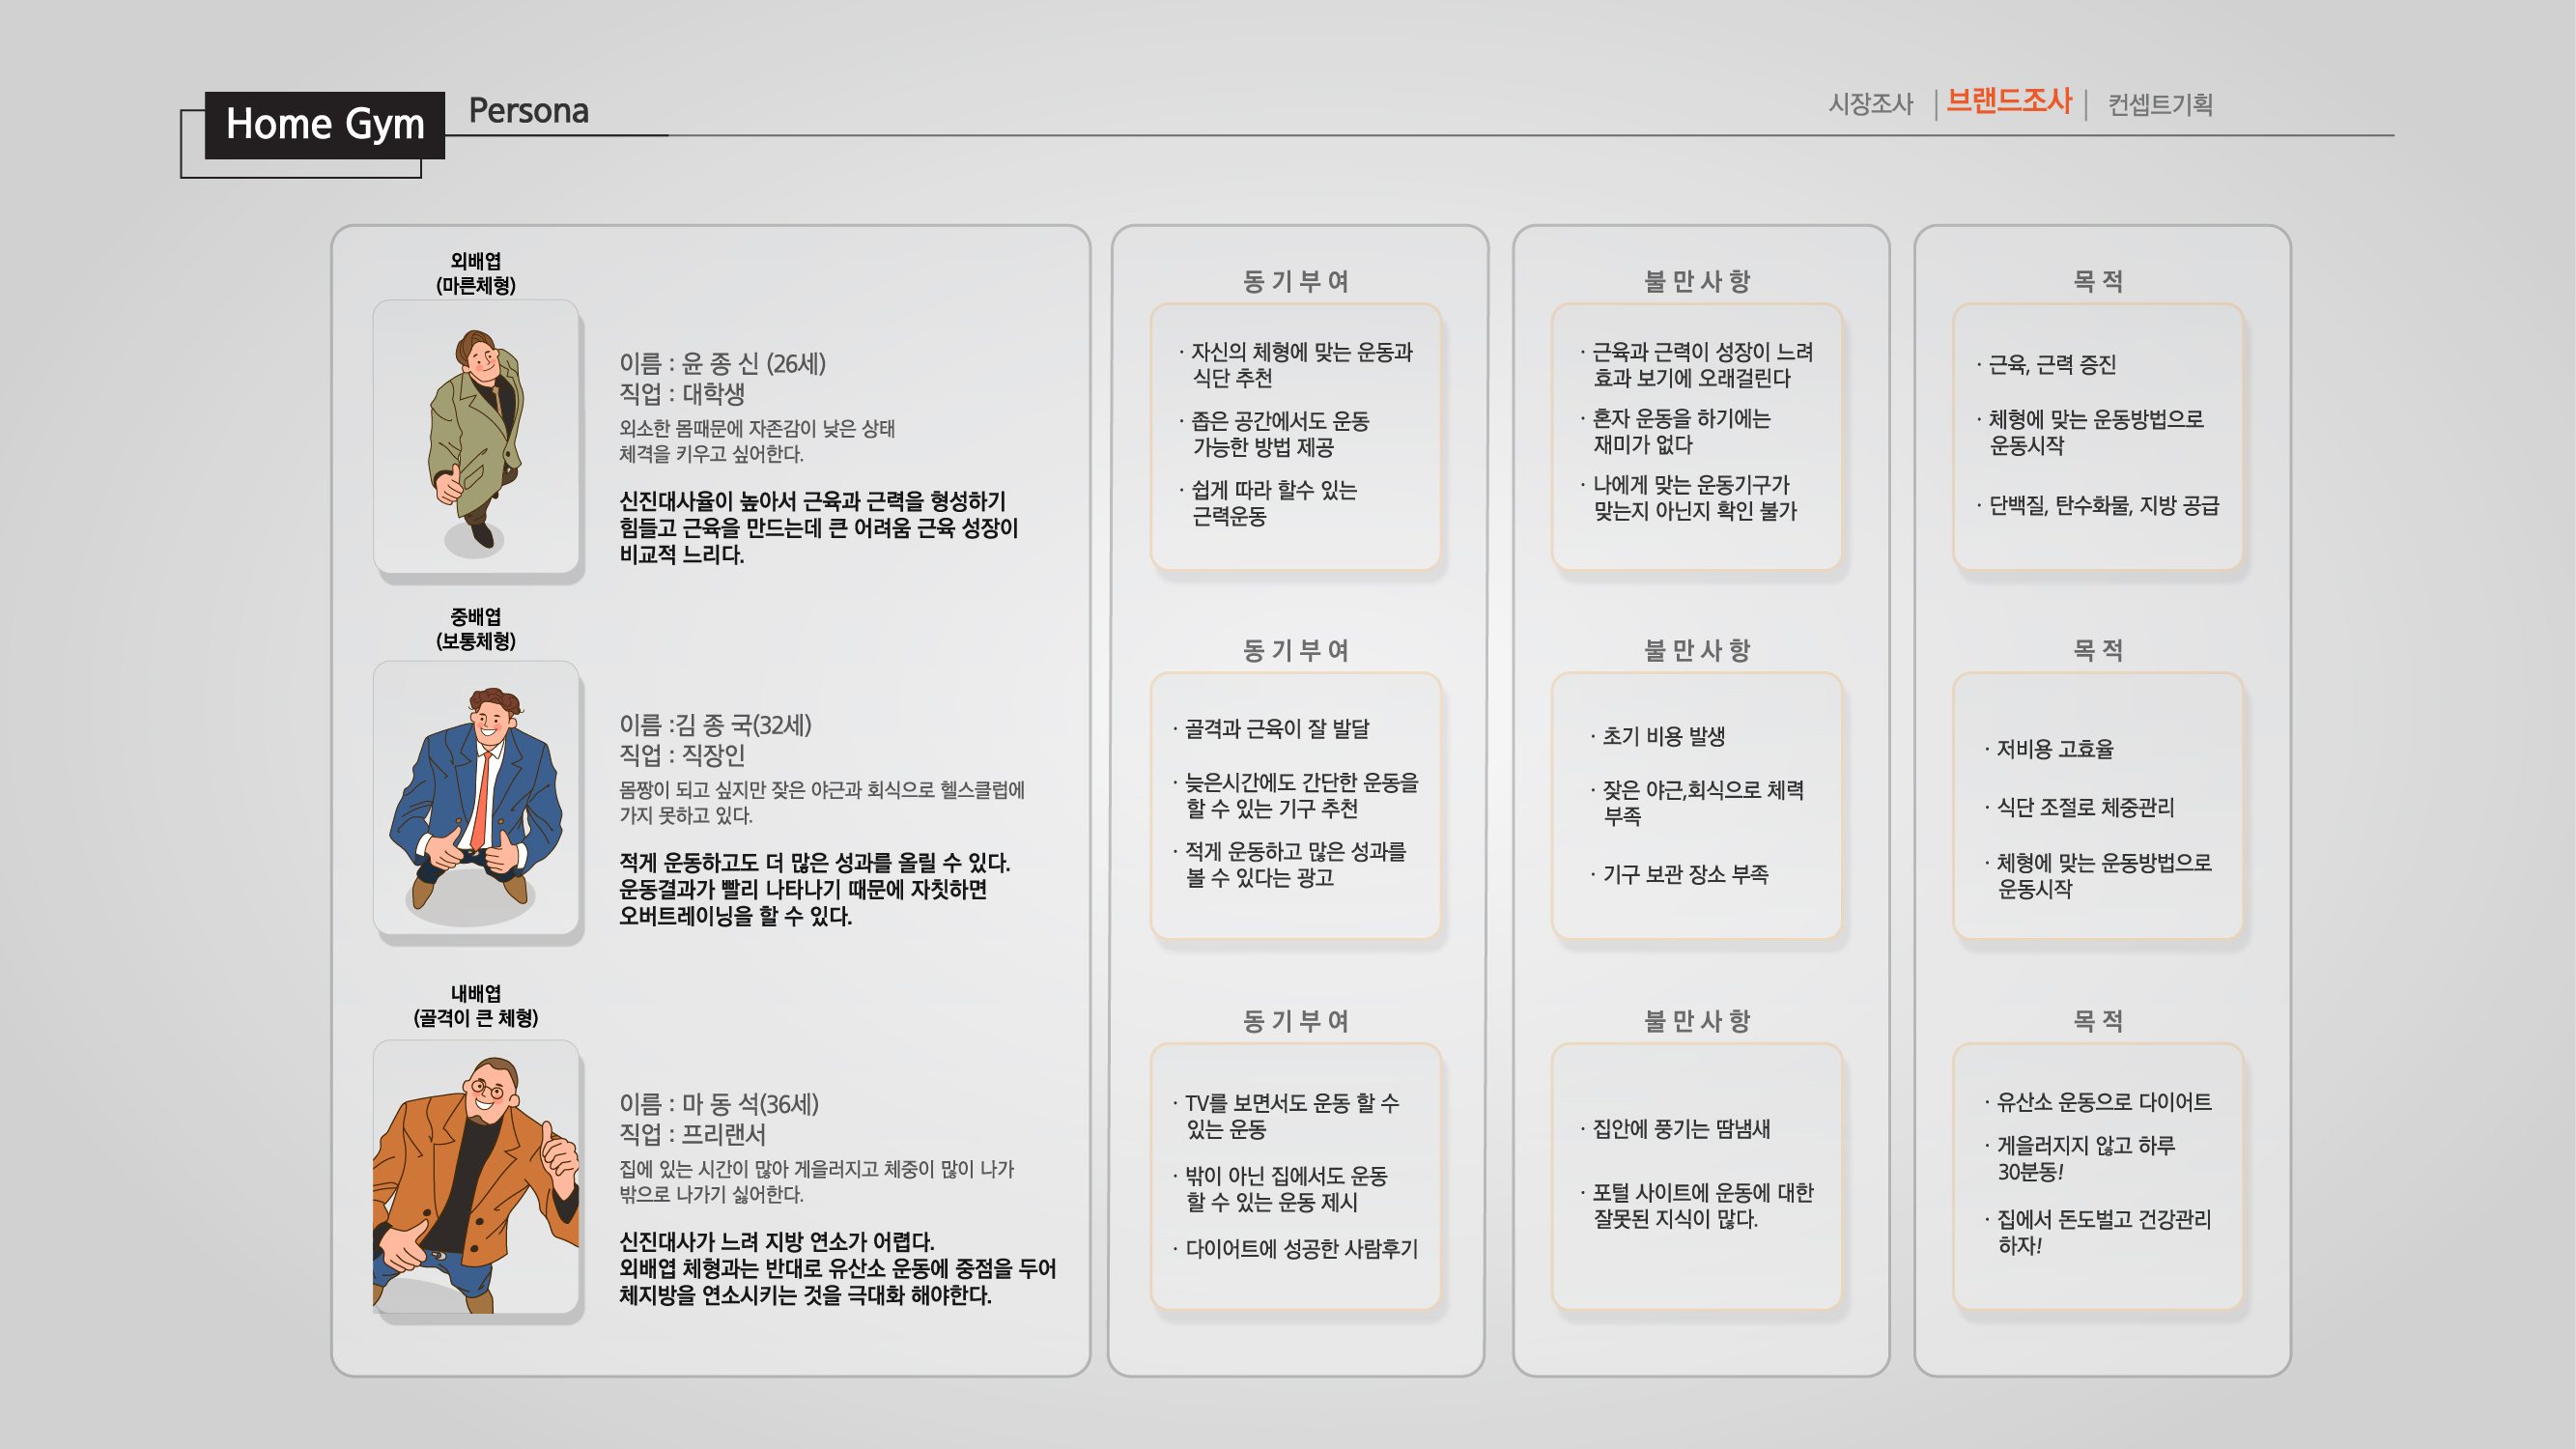 Home Gym
Persona
시장조사
브랜드조사
컨셉트기획
외배엽
(마른체형)
이름 : 윤 종 신 (26세)
직업 : 대학생
외소한 몸때문에 자존감이 낮은 상태
체격을 키우고 싶어한다.
신진대사율이 높아서 근육과 근력을 형성하기
힘들고 근육을 만드는데 큰 어려움 근육 성장이
비교적 느리다.
동 기 부 여
· 자신의 체형에 맞는 운동과
식단 추천
· 좁은 공간에서도 운동
가능한 방법 제공
· 쉽게 따라 할수 있는
근력운동
불 만 사 항
· 근육과 근력이 성장이 느려
효과 보기에 오래걸린다
· 혼자 운동을 하기에는
재미가 없다
· 나에게 맞는 운동기구가
맞는지 아닌지 확인 불가
목 적
· 근육, 근력 증진
· 체형에 맞는 운동방법으로
운동시작
· 단백질, 탄수화물, 지방 공급
중배엽
(보통체형)
이름 :김 종 국(32세)
직업 : 직장인
몸짱이 되고 싶지만 잦은 야근과 회식으로 헬스클럽에
가지 못하고 있다.
적게 운동하고도 더 많은 성과를 올릴 수 있다.
운동결과가 빨리 나타나기 때문에 자칫하면
오버트레이닝을 할 수 있다.
동 기 부 여
· 골격과 근육이 잘 발달
· 늦은시간에도 간단한 운동을
할 수 있는 기구 추천
· 적게 운동하고 많은 성과를
볼 수 있다는 광고
불 만 사 항
· 초기 비용 발생
· 잦은 야근,회식으로 체력
부족
· 기구 보관 장소 부족
목 적
· 저비용 고효율
· 식단 조절로 체중관리
· 체형에 맞는 운동방법으로
운동시작
내배엽
(골격이 큰 체형)
이름 : 마 동 석(36세)
직업 : 프리랜서
집에 있는 시간이 많아 게을러지고 체중이 많이 나가
밖으로 나가기 싫어한다.
신진대사가 느려 지방 연소가 어렵다.
외배엽 체형과는 반대로 유산소 운동에 중점을 두어
체지방을 연소시키는 것을 극대화 해야한다.
동 기 부 여
· TV를 보면서도 운동 할 수
있는 운동
· 밖이 아닌 집에서도 운동
할 수 있는 운동 제시
· 다이어트에 성공한 사람후기
불 만 사 항
· 집안에 풍기는 땀냄새
· 포털 사이트에 운동에 대한
잘못된 지식이 많다.
목 적
· 유산소 운동으로 다이어트
· 게을러지지 않고 하루
30분동!
· 집에서 돈도벌고 건강관리
하자!